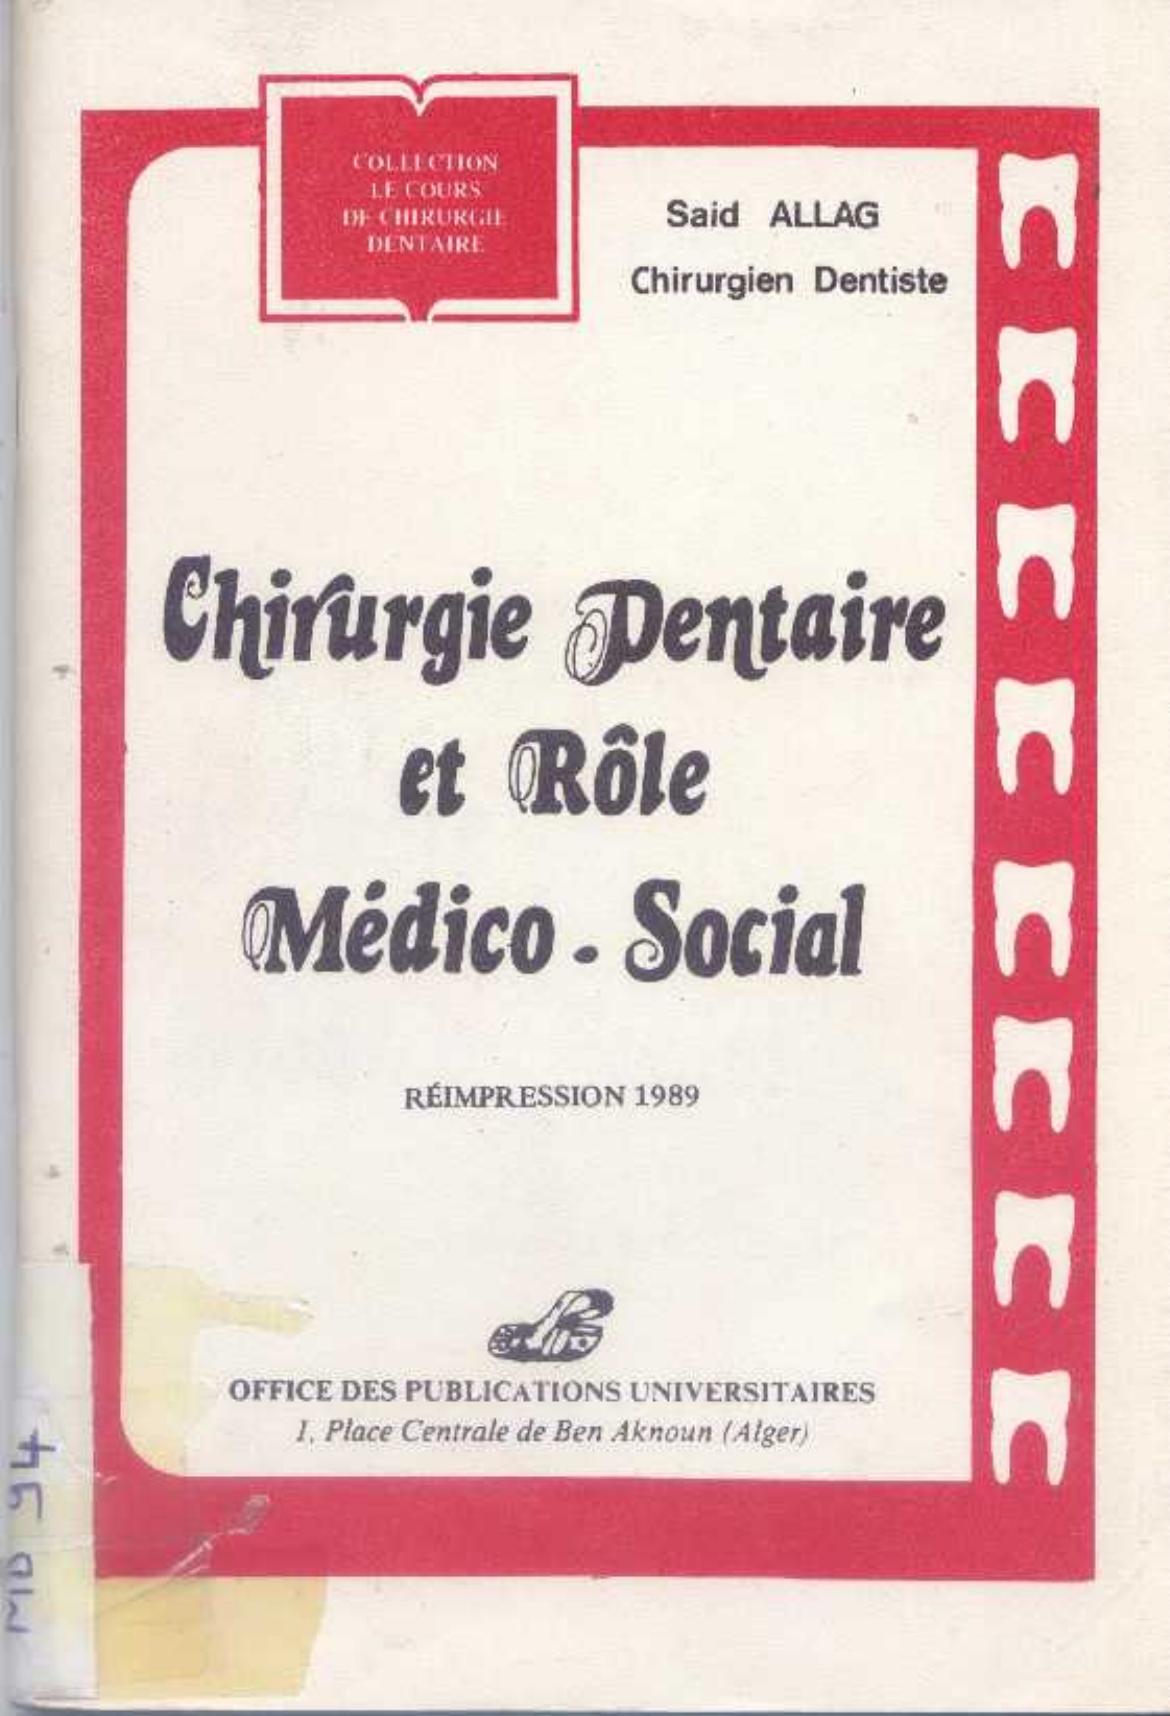 COLLECTION
LE COURS
DE CHIRURGIE
DENTAIRE
Said ALLAG
Chirurgien Dentiste
Chirurgie Dentaire
et Rôle
Médico - Social
RÉIMPRESSION 1989
OFFICE DES PUBLICATIONS UNIVERSITAIRES
1, Place Centrale de Ben Aknoun (Alger)
MD 94